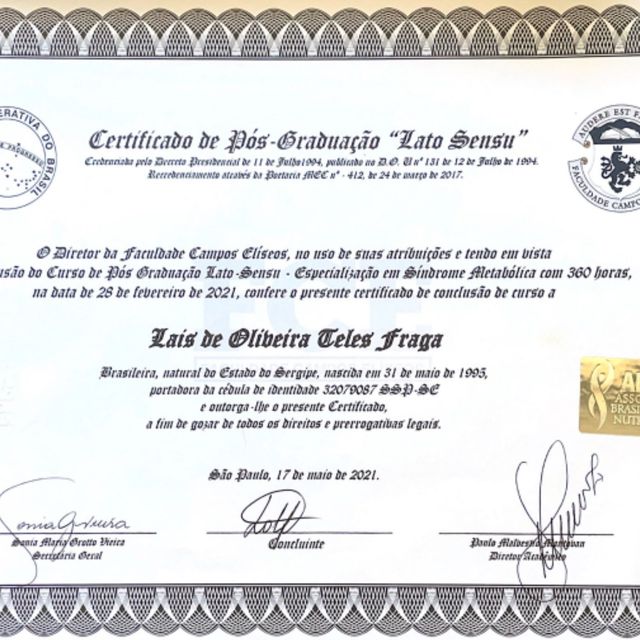 ERATIVA DO BRASIL
E PROGRESSO
AUDERE EST F
FACULDADE CAMPO
Certificado de Pós-Graduação "Lato Sensu"
Credenciada pelo Decreto Presidencial de 11 de Julho1994, publicado no D.O, U nº 131 de 12 de Julho de 1994.
Recredenciamento através da Portaria MEC nº - 412, de 24 de março de 2017.
O Diretor da Faculdade Campos Elíseos, no uso de suas atribuições e tendo em vista
usão do Curso de Pós Graduação Lato-Sensu - Especialização em Síndrome Metabólica com 360 horas,
na data de 28 de fevereiro de 2021, confere o presente certificado de conclusão de curso a
FCE
Lais de Oliveira Teles Fraga
Brasileira, natural do Estado do Sergipe, nascida em 31 de maio de 1995,
portadora da cédula de identidade 32079087 SSP-SE
e outorga-lhe o presente Certificado,
a fim de gozar de todos os direitos e prerrogativas legais.
ASSO
BRASIL
NUTR
São Paulo, 17 de maio de 2021.
Sonia Maria Grotto Vieira
Secretária Geral
Concluinte
Paulo Malvestio Mantovan
Diretor Acadêmico